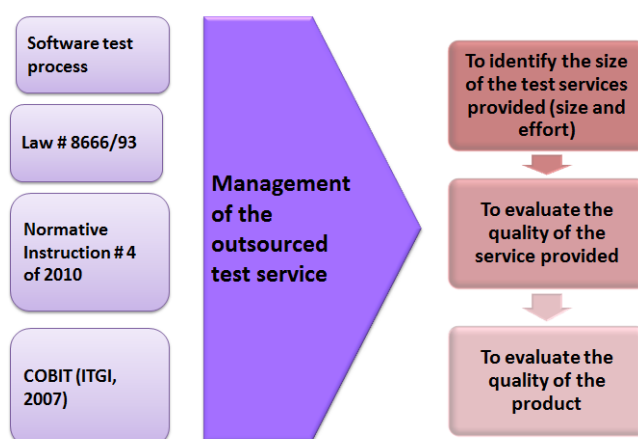 Software test
process
Law # 8666/93
Normative
Instruction # 4
of 2010
COBIT (ITGI,
2007)
Management
of the
outsourced
test service
To identify the size
of the test services
provided (size and
effort)
To evaluate the
quality of the
service provided
To evaluate the
quality of the
product